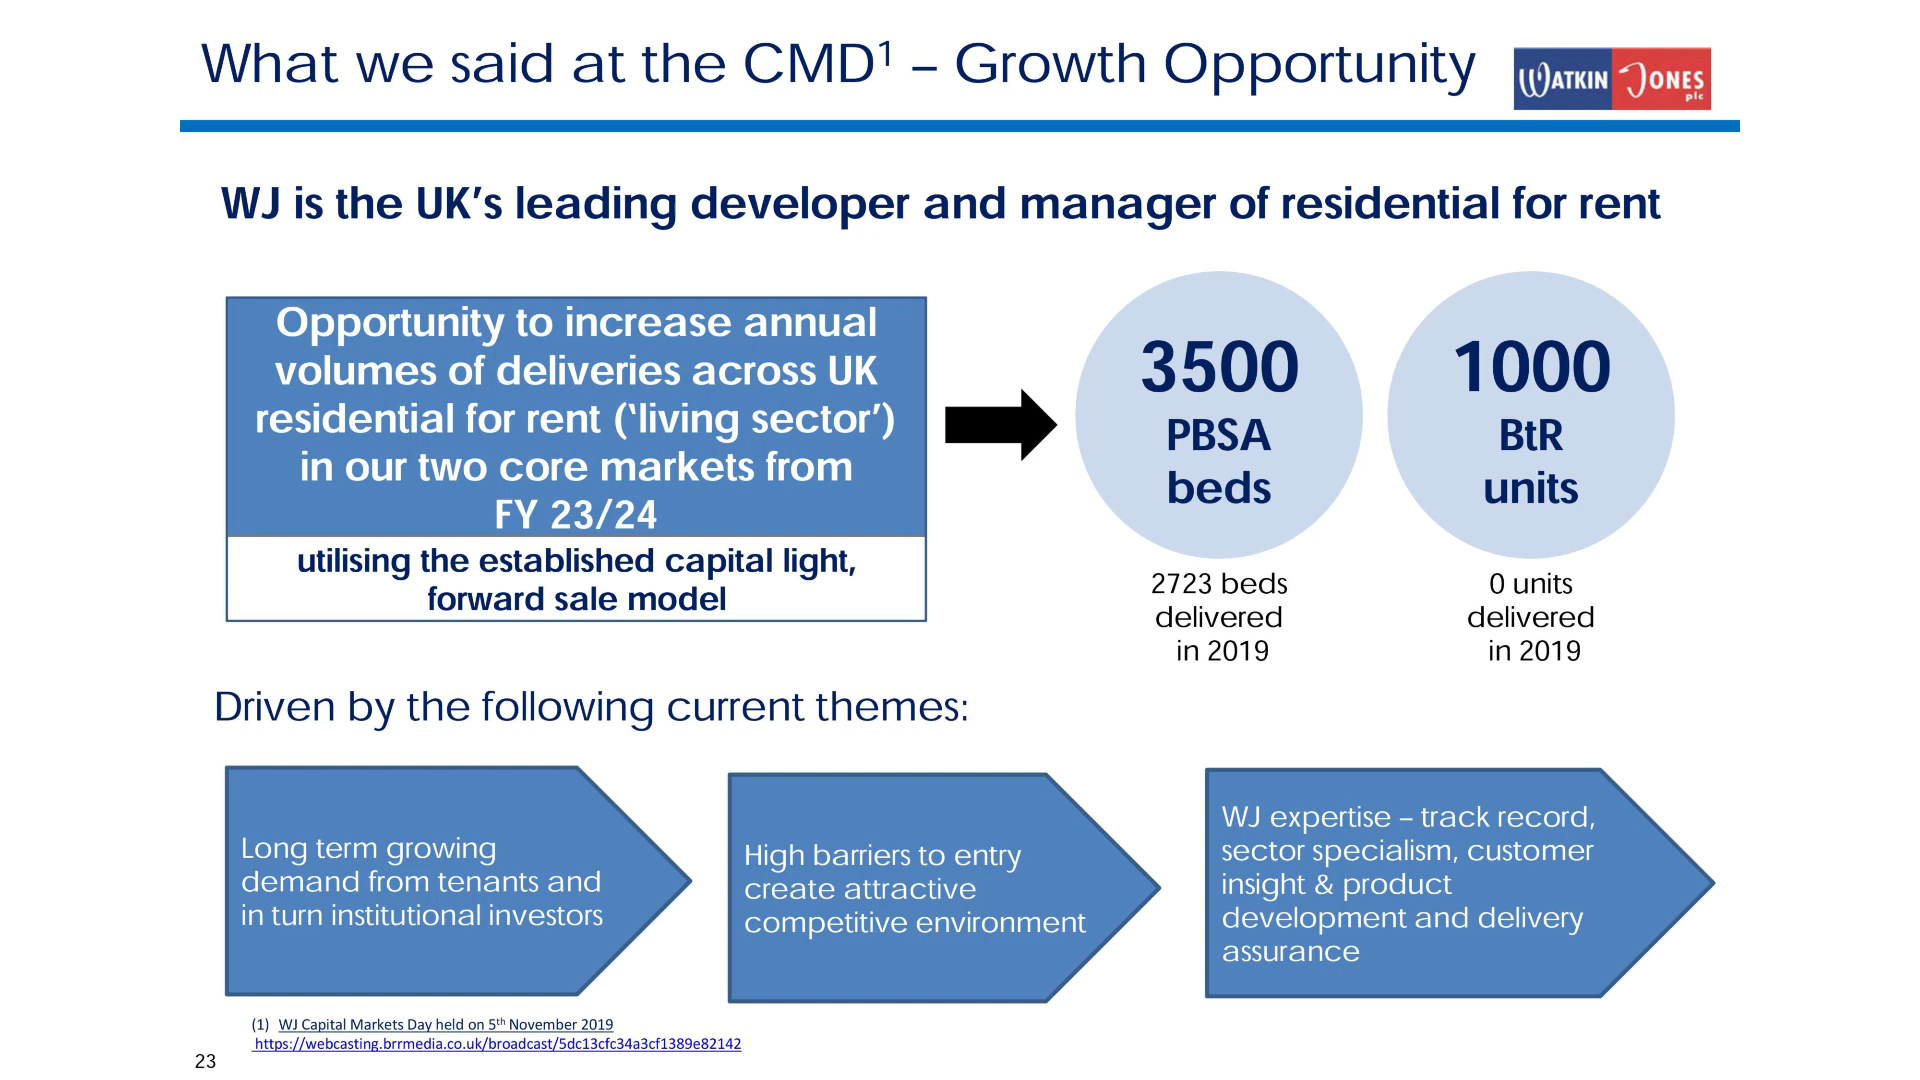 What we said at the CMD¹ – Growth Opportunity
WATKIN JONES
plc
WJ is the UK's leading developer and manager of residential for rent
Opportunity to increase annual
volumes of deliveries across UK
residential for rent ('living sector')
in our two core markets from
FY 23/24
utilising the established capital light,
forward sale model
3500
PBSA
beds
2723 beds
delivered
in 2019
1000
BtR
units
0 units
delivered
in 2019
Driven by the following current themes:
Long term growing
demand from tenants and
in turn institutional investors
High barriers to entry
create attractive
competitive environment
WJ expertise – track record,
sector specialism, customer
insight & product
development and delivery
assurance
(1) WJ Capital Markets Day held on 5th November 2019
https://webcasting.brrmedia.co.uk/broadcast/5dc13cfc34a3cf1389e82142
23